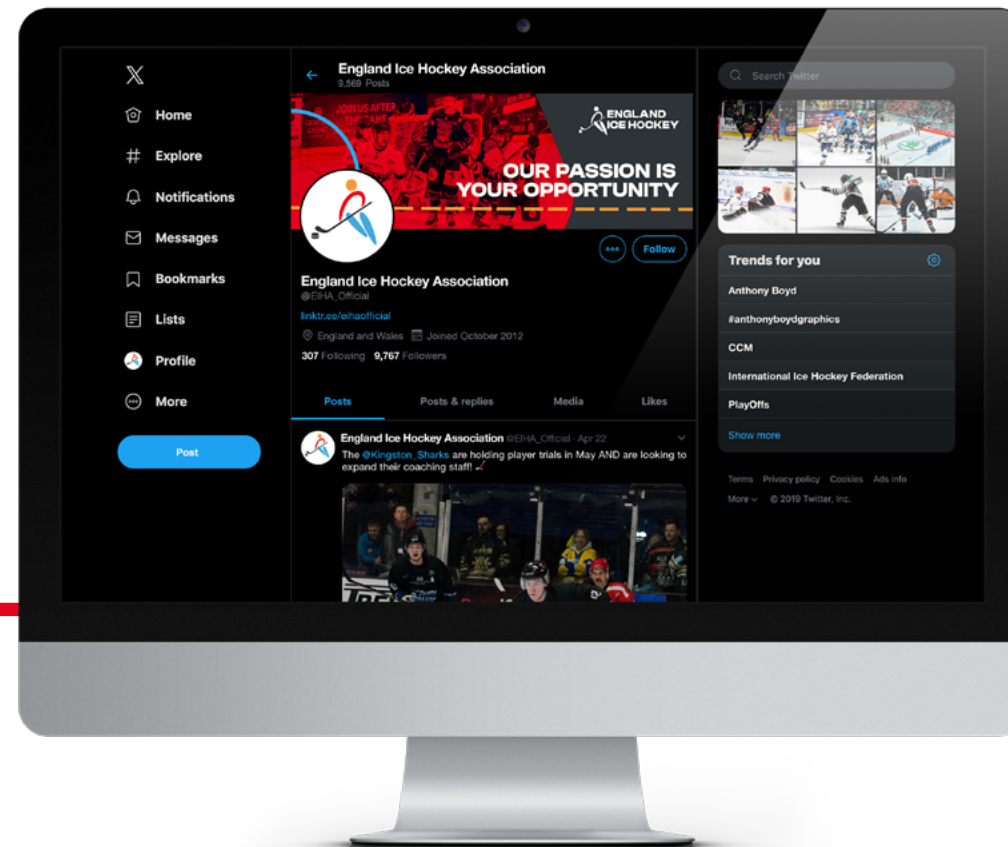 X
Home
Explore
Notifications
Messages
Bookmarks
Lists
Profile
More
Post
England Ice Hockey Association
9,569 Posts
JOIN US AFTER
THE GAME
ENGLAND
ICE HOCKEY
OUR PASSION IS
YOUR OPPORTUNITY
Follow
England Ice Hockey Association
@EIHA_Official
linktr.ee/eihaofficial
England and Wales Joined October 2012
307 Following 9,767 Followers
Posts Posts & replies Media Likes
England Ice Hockey Association @EIHA_Official · Apr 22
The @Kingston_Sharks are holding player trials in May AND are looking to
expand their coaching staff!
Search Twitter
Trends for you
Anthony Boyd
#anthonyboydgraphics
CCM
International Ice Hockey Federation
PlayOffs
Show more
Terms Privacy policy Cookies Ads info
More © 2019 Twitter, Inc.